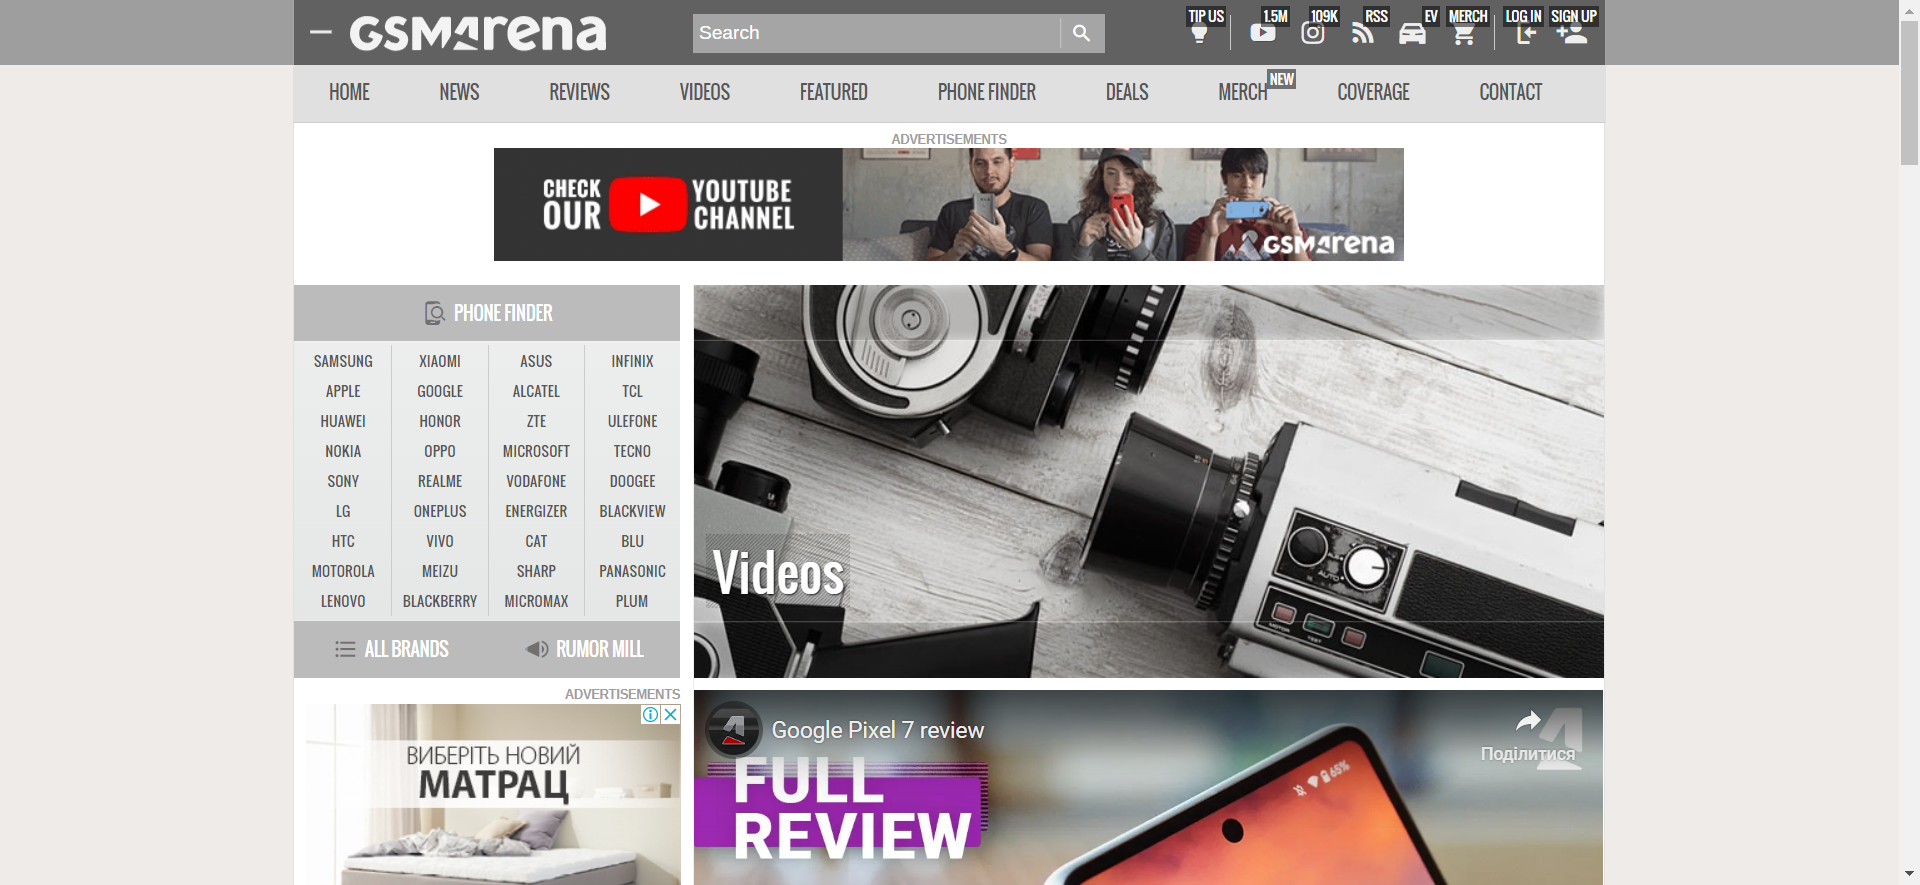 GSMArena
Search
TIP US
1.5M
109K
RSS
EV
MERCH
LOG IN
SIGN UP
HOME
NEWS
REVIEWS
VIDEOS
FEATURED
PHONE FINDER
DEALS
MERCH
NEW
COVERAGE
CONTACT
ADVERTISEMENTS
CHECK OUR
YOUTUBE CHANNEL
GSMArena
PHONE FINDER
SAMSUNG XIAOMI ASUS INFINIX
APPLE GOOGLE ALCATEL TCL
HUAWEI HONOR ZTE ULEFONE
NOKIA OPPO MICROSOFT TECNO
SONY REALME VODAFONE DOOGEE
LG ONEPLUS ENERGIZER BLACKVIEW
HTC VIVO CAT BLU
MOTOROLA MEIZU SHARP PANASONIC
LENOVO BLACKBERRY MICROMAX PLUM
ALL BRANDS
RUMOR MILL
Videos
AUTO
MOTOR
TEST
ADVERTISEMENTS
ВИБЕРІТЬ НОВИЙ
МАТРАЦ
Google Pixel 7 review
Поділитися
FULL
REVIEW
65%